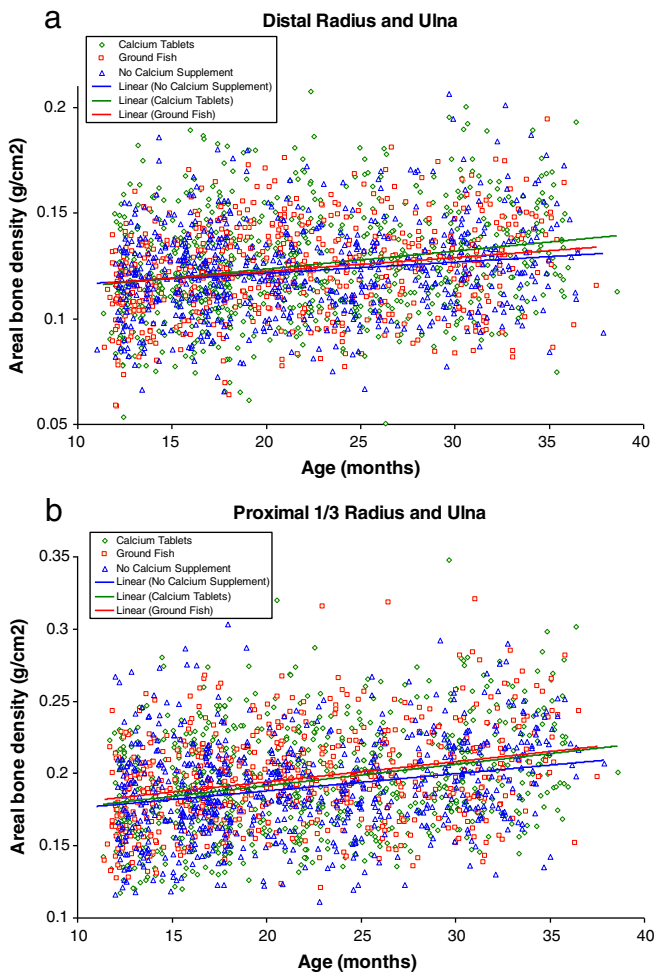 a
Distal Radius and Ulna
Calcium Tablets
Ground Fish
No Calcium Supplement
Linear (No Calcium Supplement)
Linear (Calcium Tablets)
Linear (Ground Fish)
Areal bone density (g/cm2)
0.2
0.15
0.1
0.05
10 15 20 25 30 35 40
Age (months)
b
Proximal 1/3 Radius and Ulna
Calcium Tablets
Ground Fish
No Calcium Supplement
Linear (No Calcium Supplement)
Linear (Calcium Tablets)
Linear (Ground Fish)
Areal bone density (g/cm2)
0.35
0.3
0.25
0.2
0.15
0.1
10 15 20 25 30 35 40
Age (months)